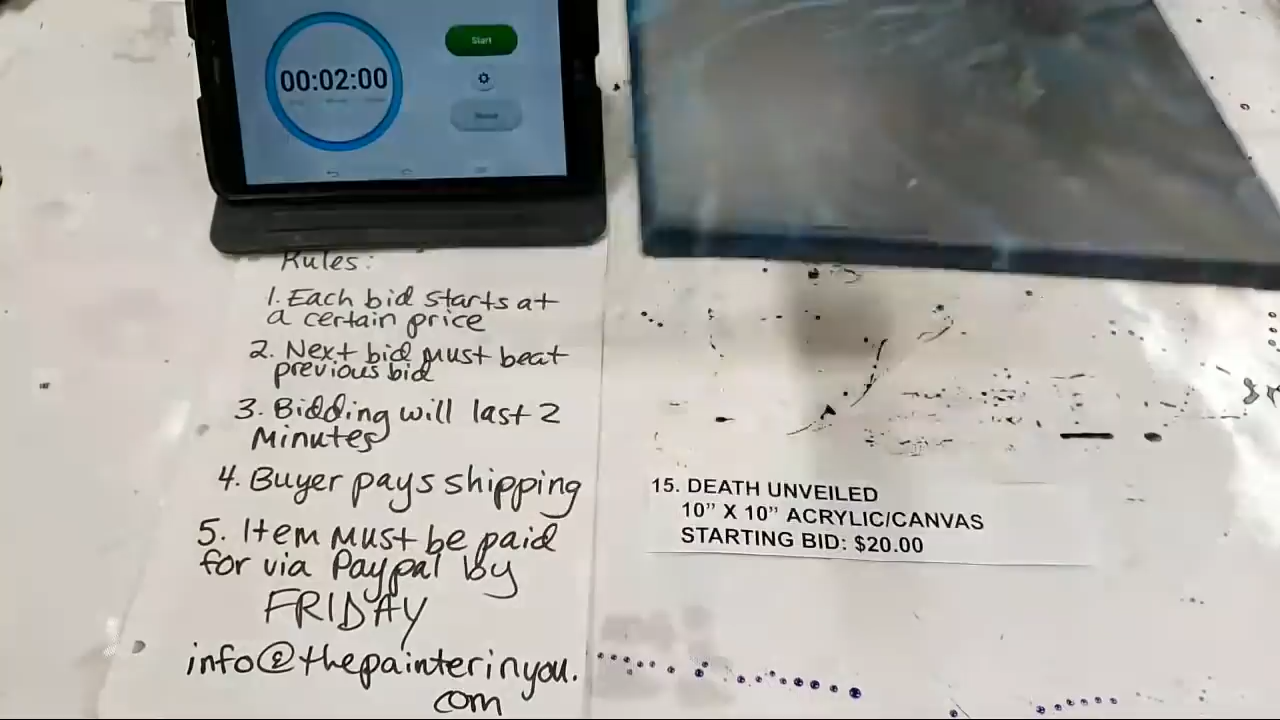 00:02:00
Start
Rules:
1. Each bid starts at
a certain price
2. Next bid must beat
previous bid
3. Bidding will last 2
Minutes
4. Buyer pays shipping
5. Item must be paid
for via Paypal by
FRIDAY
info@thepainterinyou.
com
15. DEATH UNVEILED
10” X 10” ACRYLIC/CANVAS
STARTING BID: $20.00